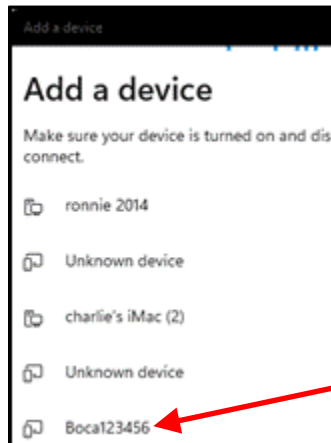 Add a device
Add a device
Make sure your device is turned on and dis
connect.
ronnie 2014
Unknown device
charlie's iMac (2)
Unknown device
Boca123456